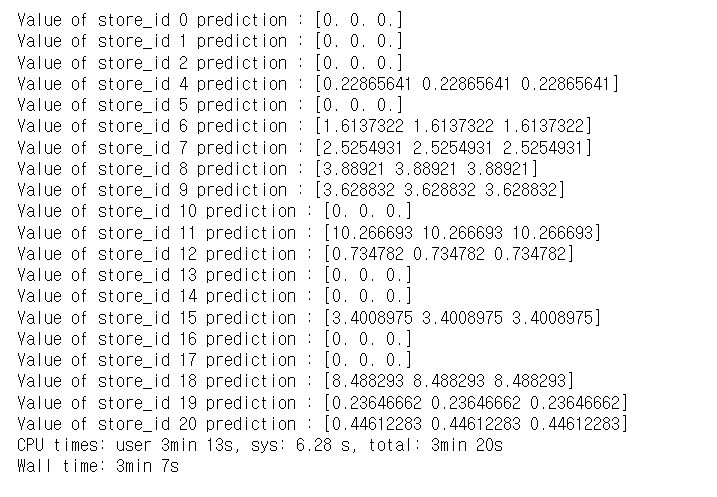 Value of store_id 0 prediction : [0. 0. 0.]
Value of store_id 1 prediction : [0. 0. 0.]
Value of store_id 2 prediction : [0. 0. 0.]
Value of store_id 4 prediction : [0.22865641 0.22865641 0.22865641]
Value of store_id 5 prediction : [0. 0. 0.]
Value of store_id 6 prediction : [1.6137322 1.6137322 1.6137322]
Value of store_id 7 prediction : [2.5254931 2.5254931 2.5254931]
Value of store_id 8 prediction : [3.88921 3.88921 3.88921]
Value of store_id 9 prediction : [3.628832 3.628832 3.628832]
Value of store_id 10 prediction : [0. 0. 0.]
Value of store_id 11 prediction : [10.266693 10.266693 10.266693]
Value of store_id 12 prediction : [0.734782 0.734782 0.734782]
Value of store_id 13 prediction : [0. 0. 0.]
Value of store_id 14 prediction : [0. 0. 0.]
Value of store_id 15 prediction : [3.4008975 3.4008975 3.4008975]
Value of store_id 16 prediction : [0. 0. 0.]
Value of store_id 17 prediction : [0. 0. 0.]
Value of store_id 18 prediction : [8.488293 8.488293 8.488293]
Value of store_id 19 prediction : [0.23646662 0.23646662 0.23646662]
Value of store_id 20 prediction : [0.44612283 0.44612283 0.44612283]
CPU times: user 3min 13s, sys: 6.28 s, total: 3min 20s
Wall time: 3min 7s